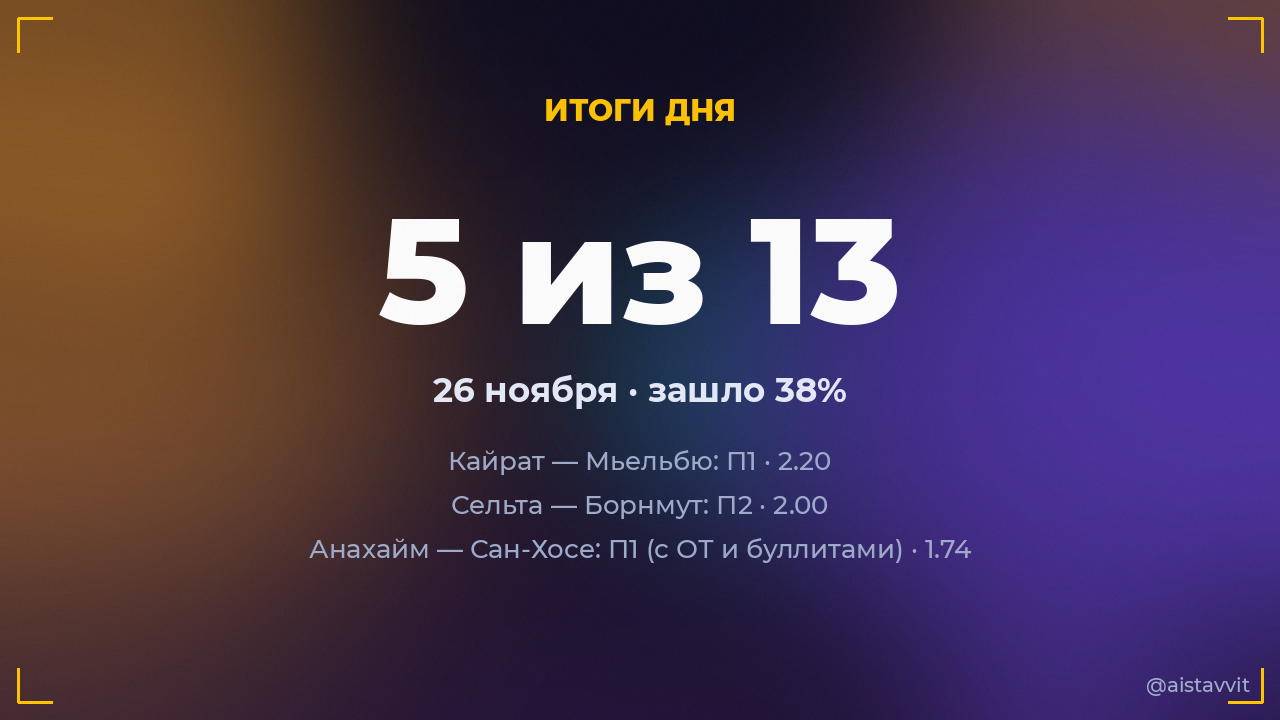 ИТОГИ ДНЯ
5 из 13
26 ноября · зашло 38%
Кайрат — Мьельбю: П1 · 2.20
Сельта — Борнмут: П2 · 2.00
Анахайм — Сан-Хосе: П1 (с ОТ и буллитами) · 1.74
@aistavvit